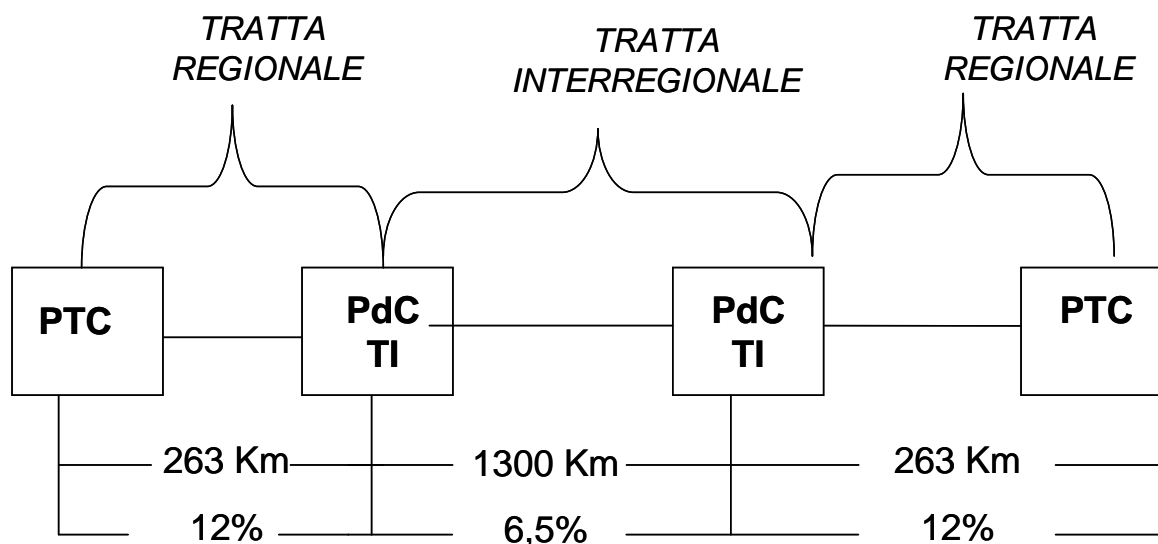 TRATTA
REGIONALE
TRATTA
INTERREGIONALE
TRATTA
REGIONALE
PTC
PdC
TI
PdC
TI
PTC
263 Km
1300 Km
263 Km
12%
6,5%
12%